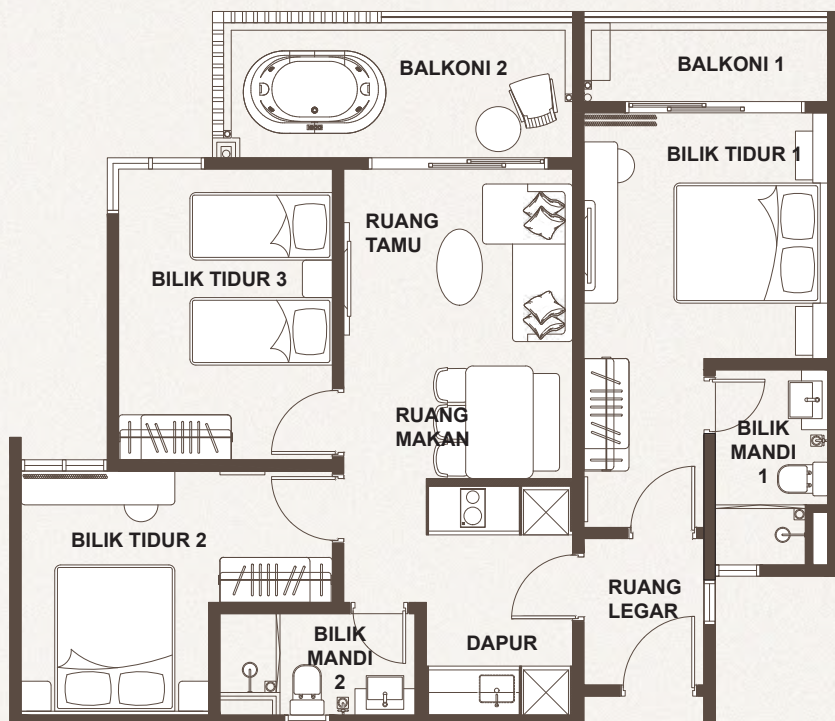 BALKONI 2
BALKONI 1
BILIK TIDUR 1
RUANG
TAMU
BILIK TIDUR 3
RUANG
MAKAN
BILIK
MANDI
1
BILIK TIDUR 2
RUANG
LEGAR
BILIK
MANDI
2
DAPUR